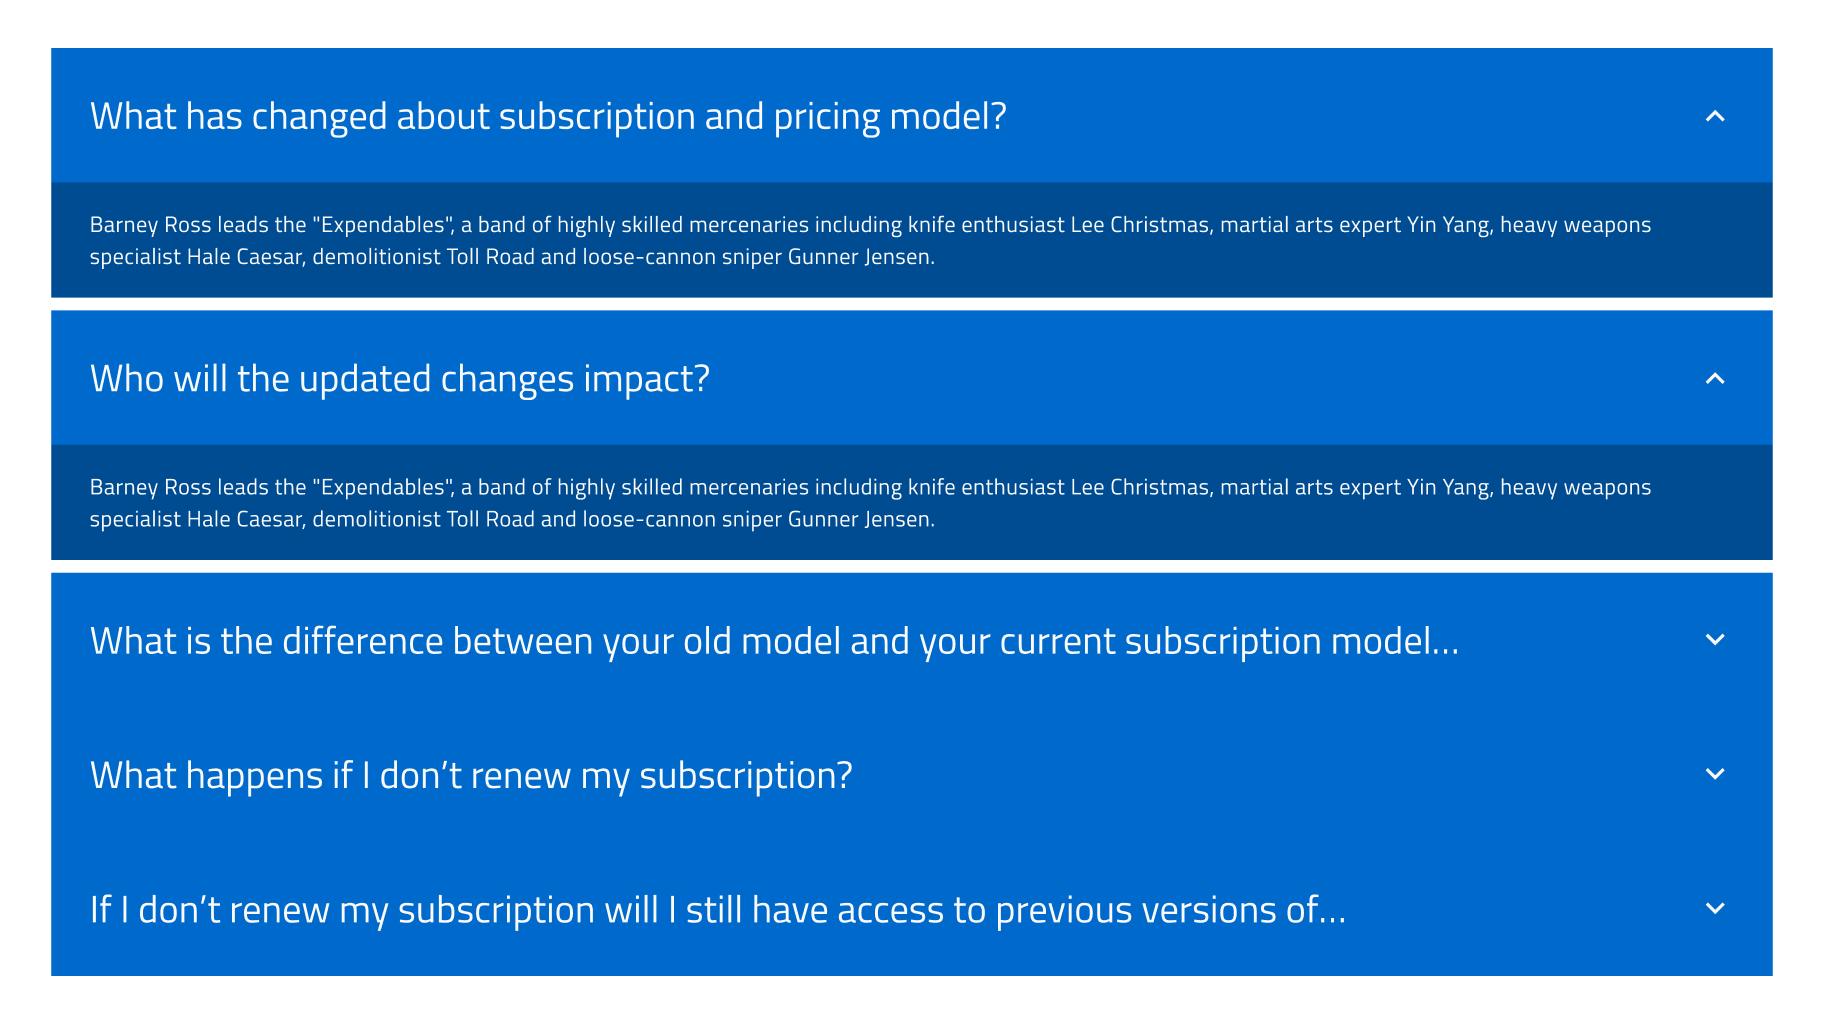 What has changed about subscription and pricing model?
Barney Ross leads the "Expendables", a band of highly skilled mercenaries including knife enthusiast Lee Christmas, martial arts expert Yin Yang, heavy weapons
specialist Hale Caesar, demolitionist Toll Road and loose-cannon sniper Gunner Jensen.
Who will the updated changes impact?
Barney Ross leads the "Expendables", a band of highly skilled mercenaries including knife enthusiast Lee Christmas, martial arts expert Yin Yang, heavy weapons
specialist Hale Caesar, demolitionist Toll Road and loose-cannon sniper Gunner Jensen.
What is the difference between your old model and your current subscription model…
What happens if I don’t renew my subscription?
If I don’t renew my subscription will I still have access to previous versions of…